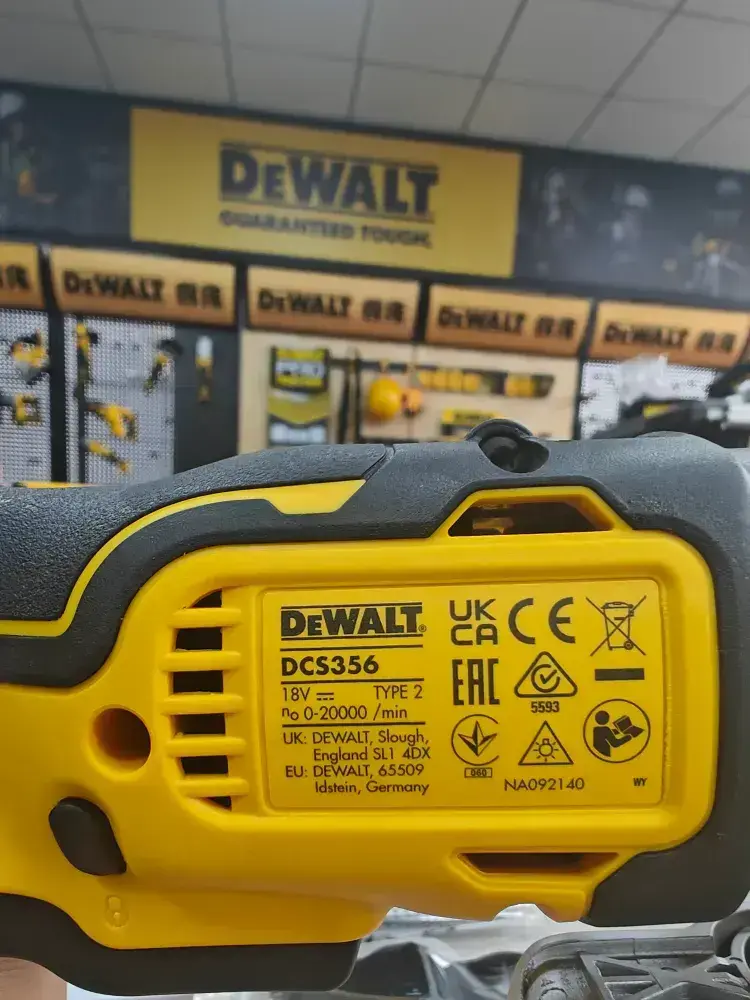 DEWALT
GUARANTEED TOUGH.
DEWALT
DEWALT
DEWALT
DEWALT
DEWALT®
DCS356
18V ⎓ TYPE 2
n₀ 0-20000 /min
UK: DEWALT, Slough,
England SL1 4DX
EU: DEWALT, 65509
Idstein, Germany
UK
CA
CE
EAC
5593
060
NA092140
WY